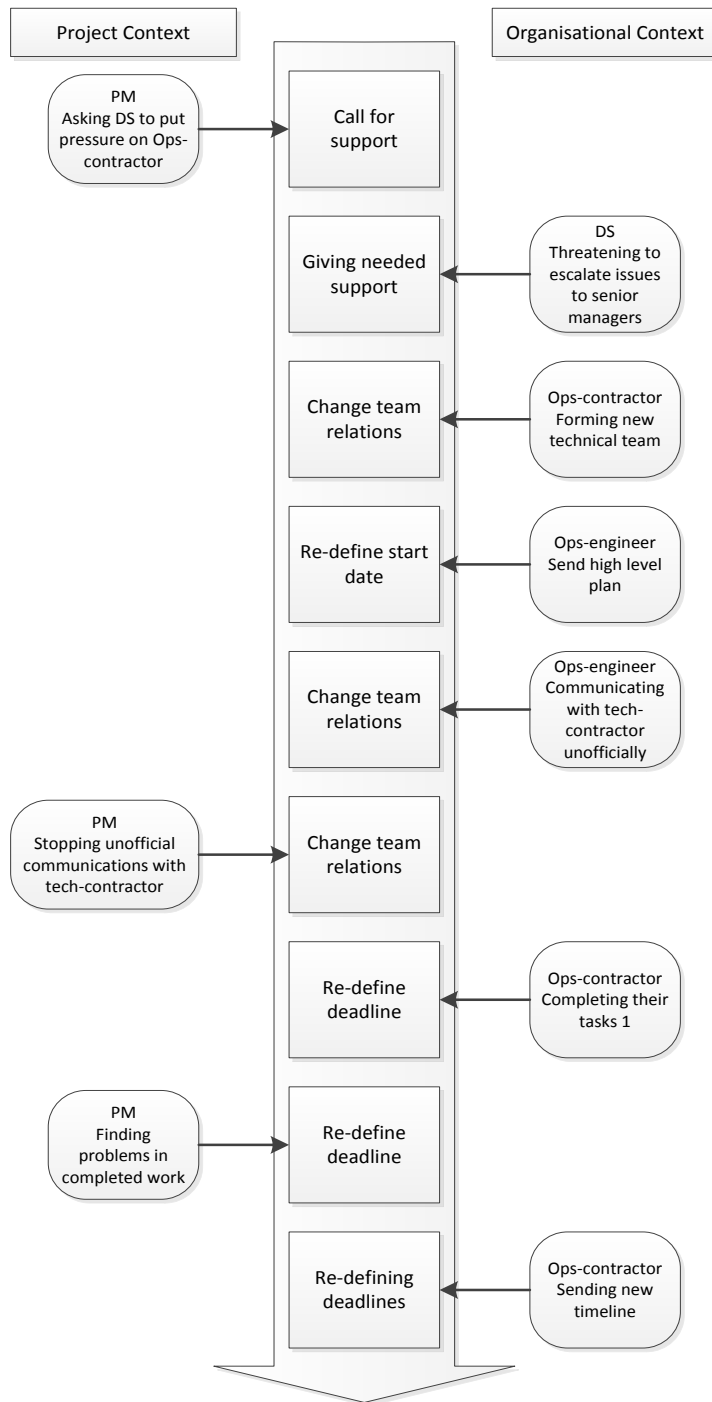 Project Context
Organisational Context
PM
Asking DS to put
pressure on Ops-
contractor
Call for
support
Giving needed
support
DS
Threatening to
escalate issues
to senior
managers
Change team
relations
Ops-contractor
Forming new
technical team
Re-define start
date
Ops-engineer
Send high level
plan
Change team
relations
Ops-engineer
Communicating
with tech-
contractor
unofficially
PM
Stopping unofficial
communications with
tech-contractor
Change team
relations
Re-define
deadline
Ops-contractor
Completing their
tasks 1
PM
Finding
problems in
completed work
Re-define
deadline
Re-defining
deadlines
Ops-contractor
Sending new
timeline